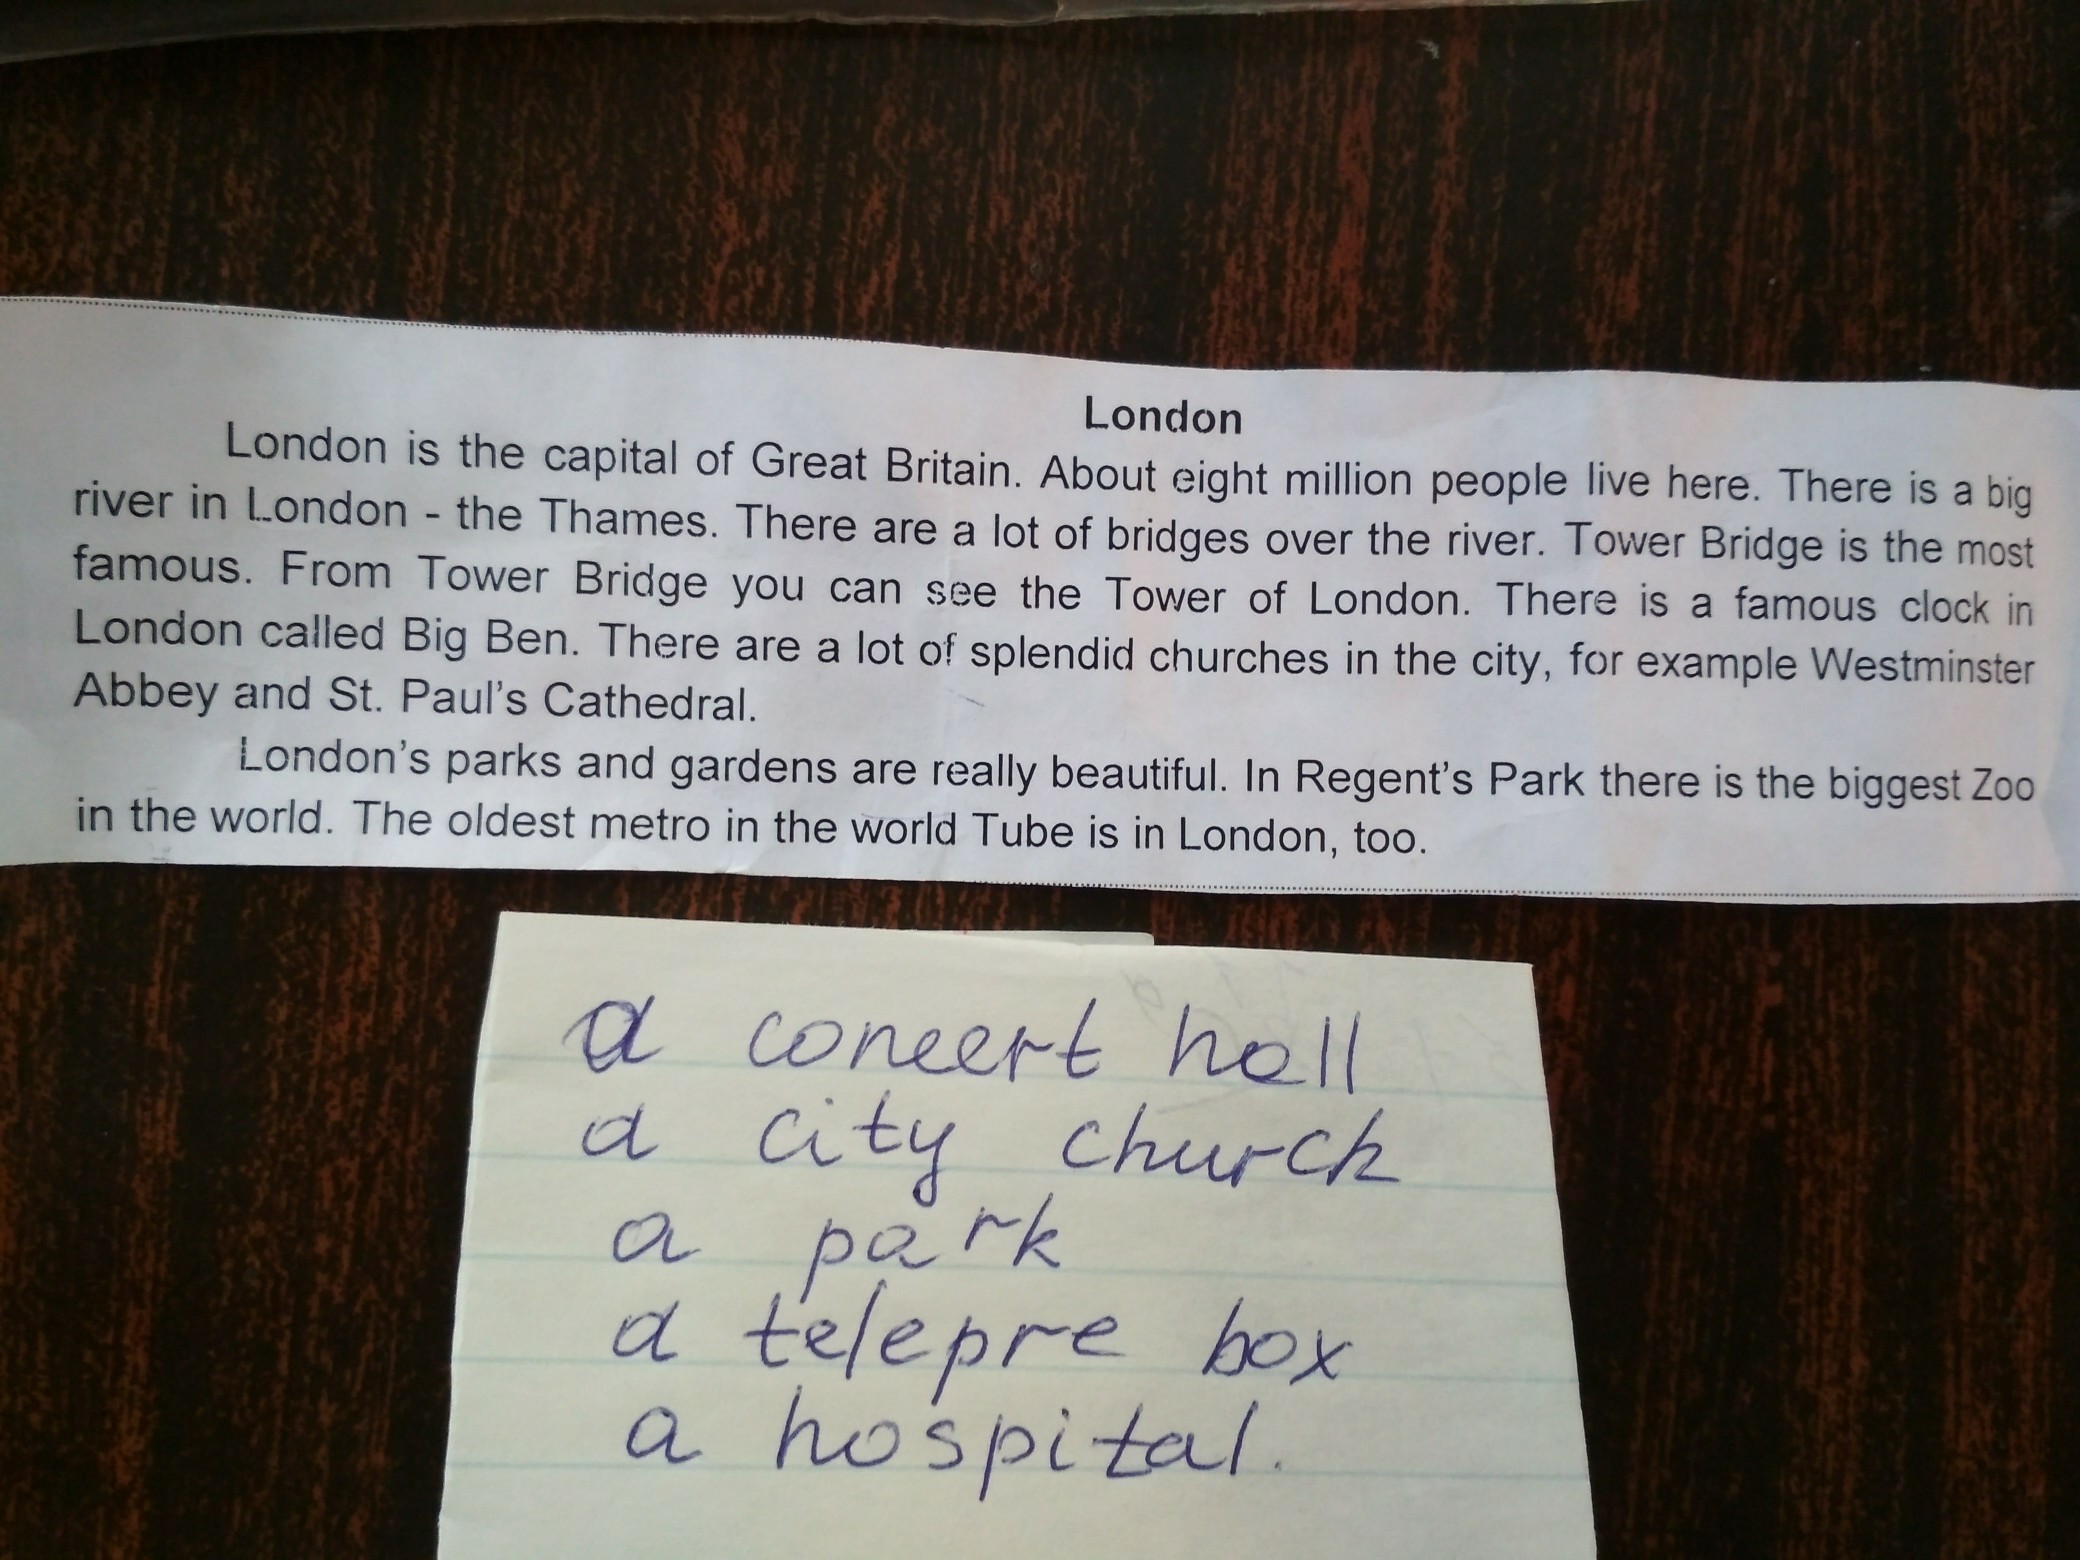 London
London is the capital of Great Britain. About eight million people live here. There is a big
river in London - the Thames. There are a lot of bridges over the river. Tower Bridge is the most
famous. From Tower Bridge you can see the Tower of London. There is a famous clock in
London called Big Ben. There are a lot of splendid churches in the city, for example Westminster
Abbey and St. Paul's Cathedral.
London's parks and gardens are really beautiful. In Regent's Park there is the biggest Zoo
in the world. The oldest metro in the world Tube is in London, too.
a concert hall
a city church
a park
a telepre box
a hospital.